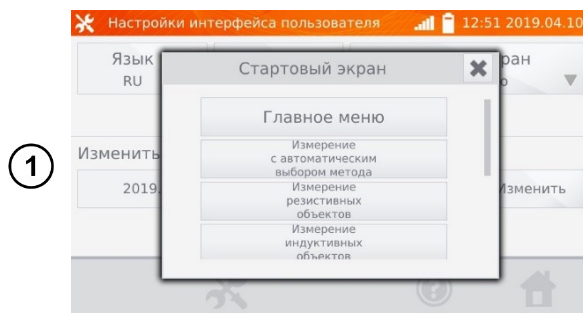 Настройки интерфейса пользователя 12:51 2019.04.10
Язык
RU
Стартовый экран
ран
о
Главное меню
Измерение
с автоматическим
выбором метода
Измерение
резистивных
объектов
Измерение
индуктивных
объектов
1
Изменить
2019.
Изменить